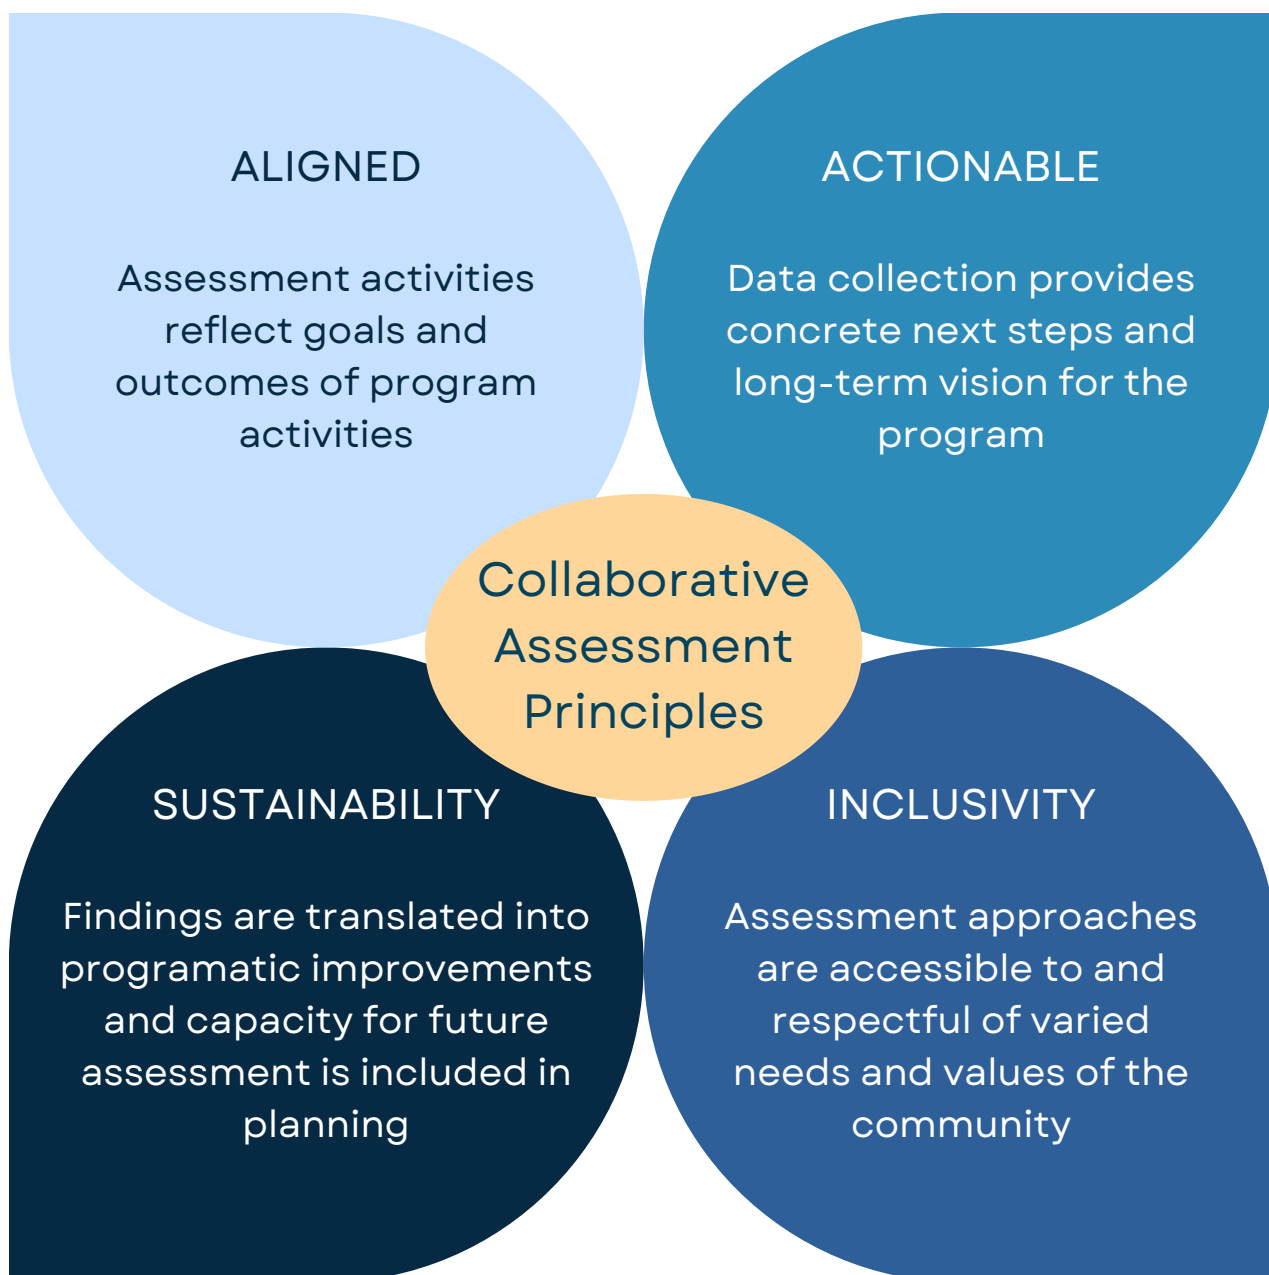 ALIGNED
Assessment activities
reflect goals and
outcomes of program
activities
ACTIONABLE
Data collection provides
concrete next steps and
long-term vision for the
program
Collaborative
Assessment
Principles
SUSTAINABILITY
Findings are translated into
programatic improvements
and capacity for future
assessment is included in
planning
INCLUSIVITY
Assessment approaches
are accessible to and
respectful of varied
needs and values of the
community